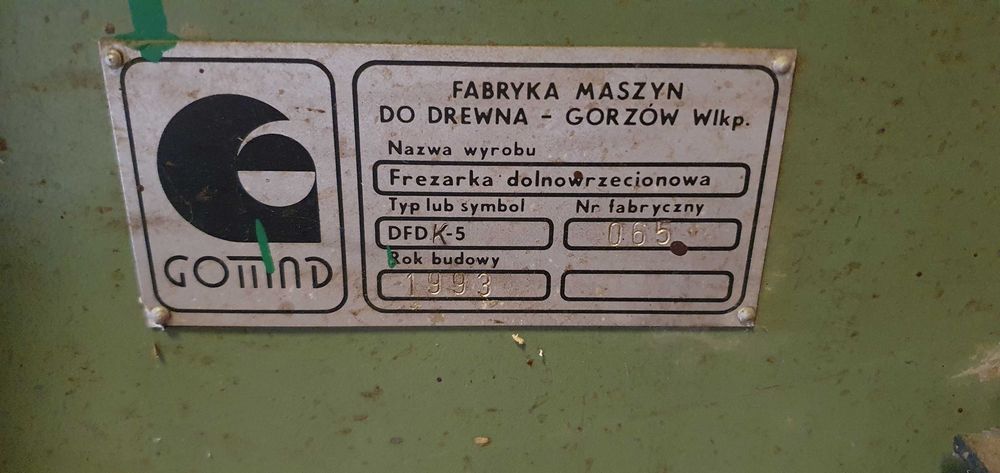 GOMAD
FABRYKA MASZYN
DO DREWNA - GORZÓW Wlkp.
Nazwa wyrobu
Frezarka dolnowrzecionowa
Typ lub symbol
Nr fabryczny
DFDK-5
065
Rok budowy
1993